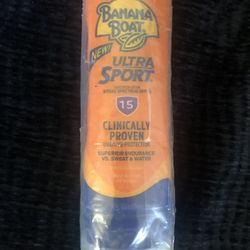 BANANA
BOAT
NEW!
ULTRA
SPORT
15
CLINICALLY
PROVEN
SUPERIOR ENDURANCE
VS. SWEAT & WATER